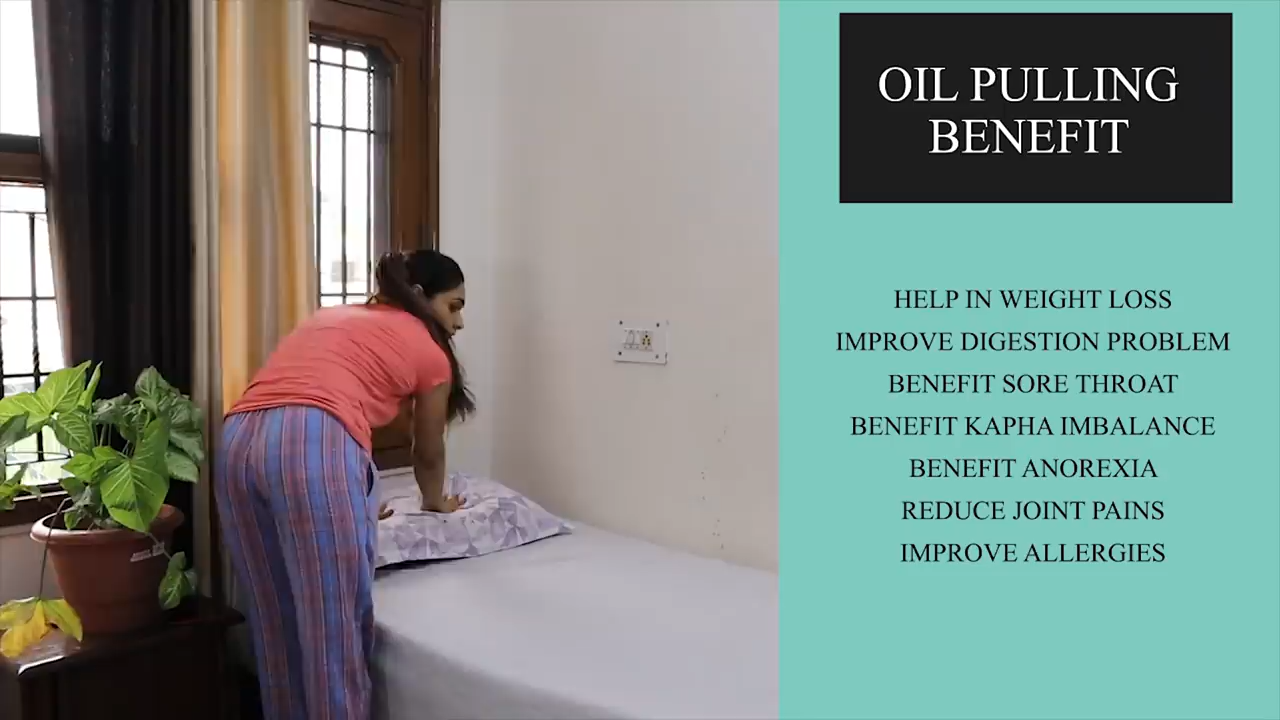 OIL PULLING
BENEFIT
HELP IN WEIGHT LOSS
IMPROVE DIGESTION PROBLEM
BENEFIT SORE THROAT
BENEFIT KAPHA IMBALANCE
BENEFIT ANOREXIA
REDUCE JOINT PAINS
IMPROVE ALLERGIES